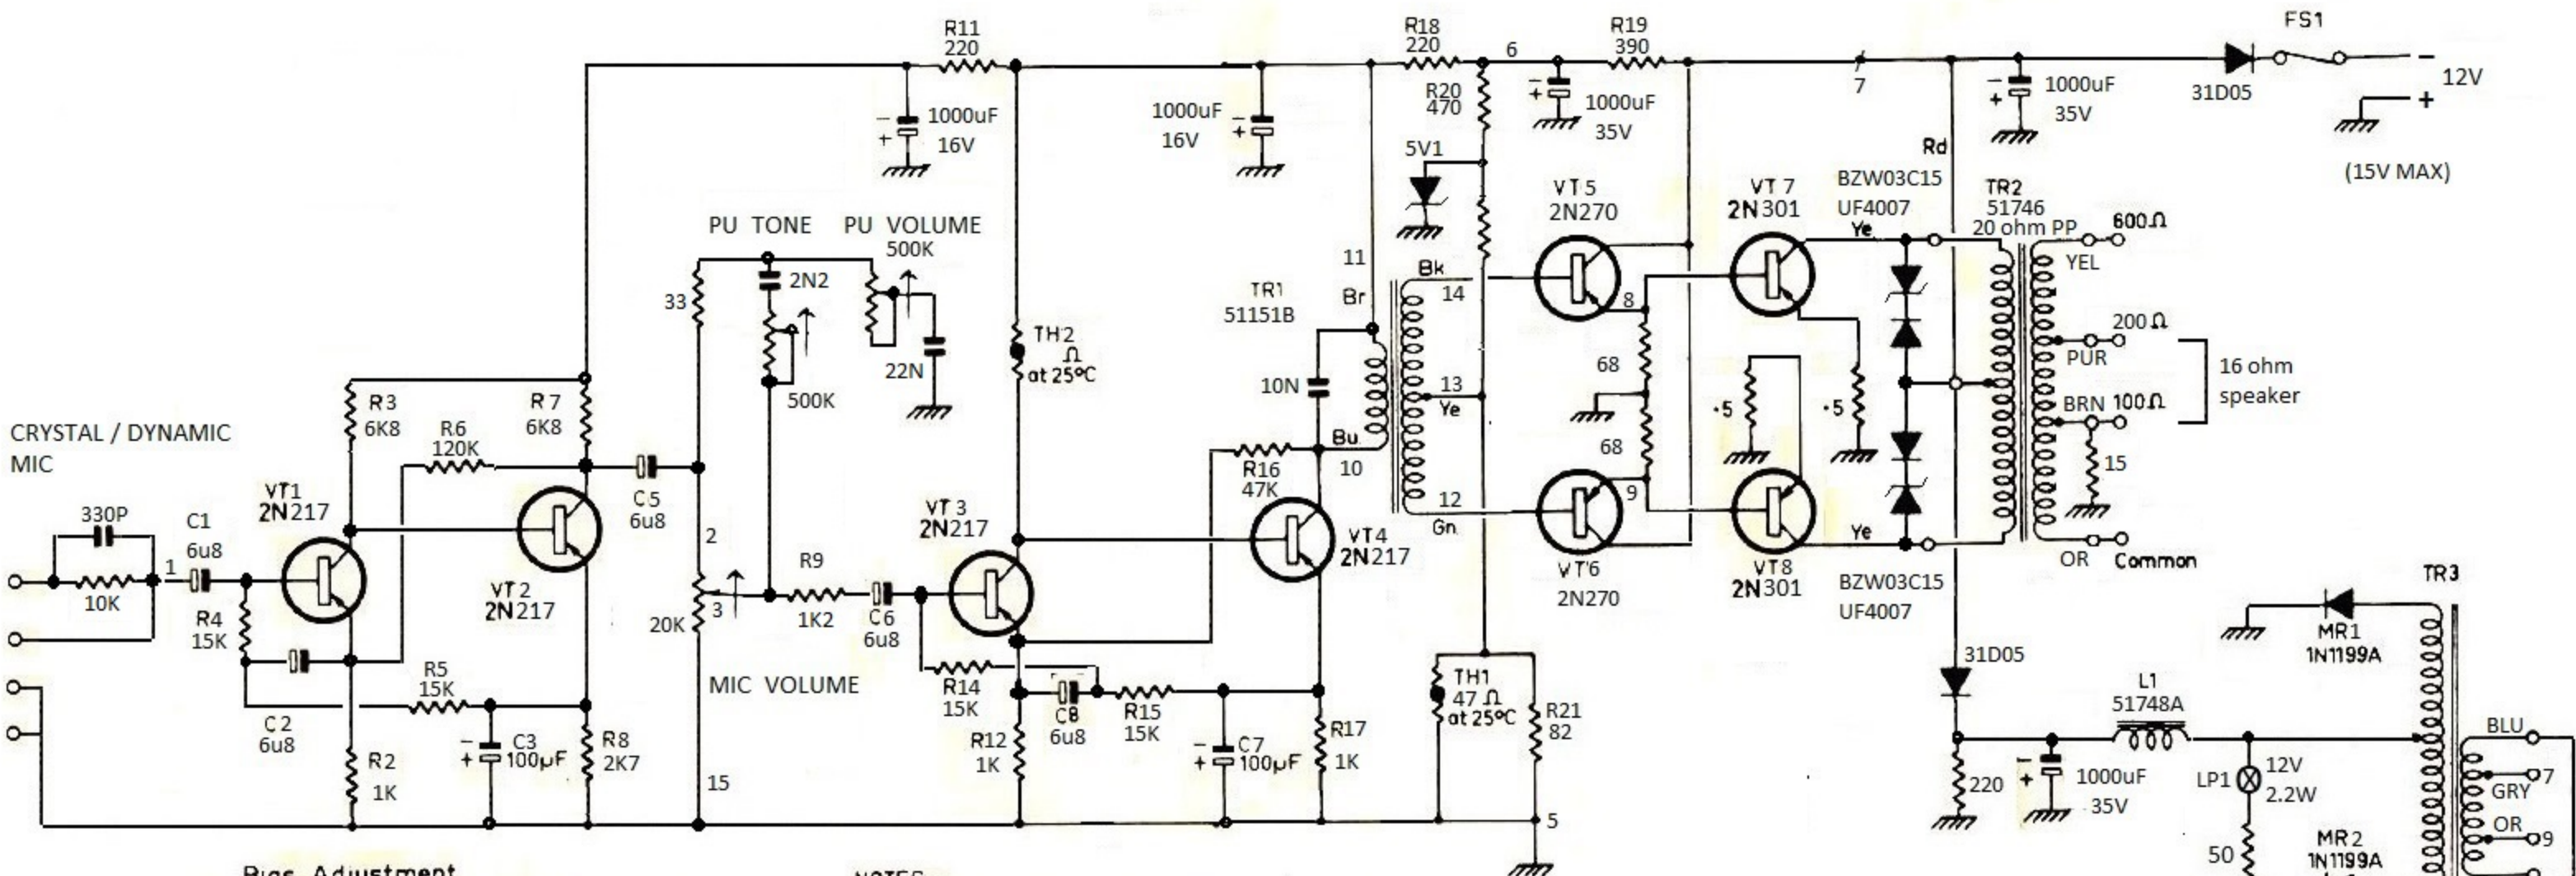 R11
220
R18
220
6
R19
390
FS1
R20
470
7
−
12V
+
(15V MAX)
−
+
1000uF
16V
1000uF
16V
−
+
−
+
1000uF
35V
−
+
1000uF
35V
31D05
Rd
5V1
VT5
2N270
VT 7
2N301
BZW03C15
UF4007
Ye
TR2
51746
20 ohm PP
600Ω
YEL
PU TONE
PU VOLUME
500K
2N2
33
22N
500K
11
Br
TR1
51151B
Bk
14
8
TH2
Ω
at 25°C
10N
13
Ye
68
68
·5
·5
200Ω
PUR
16 ohm
speaker
BRN
100Ω
15
R3
6K8
R7
6K8
R6
120K
CRYSTAL / DYNAMIC
MIC
Bu
10
R16
47K
12
Gn
9
Ye
VT6
2N270
VT8
2N301
BZW03C15
UF4007
OR
Common
C5
6u8
VT1
2N217
VT2
2N217
VT3
2N217
VT4
2N217
330P
10K
1
C1
6u8
R4
15K
2
3
20K
R9
1K2
C6
6u8
MIC VOLUME
R5
15K
C2
6u8
R2
1K
−
+
C3
100µF
R8
2K7
15
R14
15K
C8
6u8
R15
15K
R12
1K
−
+
C7
100µF
R17
1K
TH1
47 Ω
at 25°C
R21
82
5
31D05
220
−
+
1000uF
35V
L1
51748A
LP1
12V
2.2W
50
MR1
1N1199A
TR3
MR2
1N1199A
BLU
7
GRY
OR
9
Bias Adjustment
NOTES